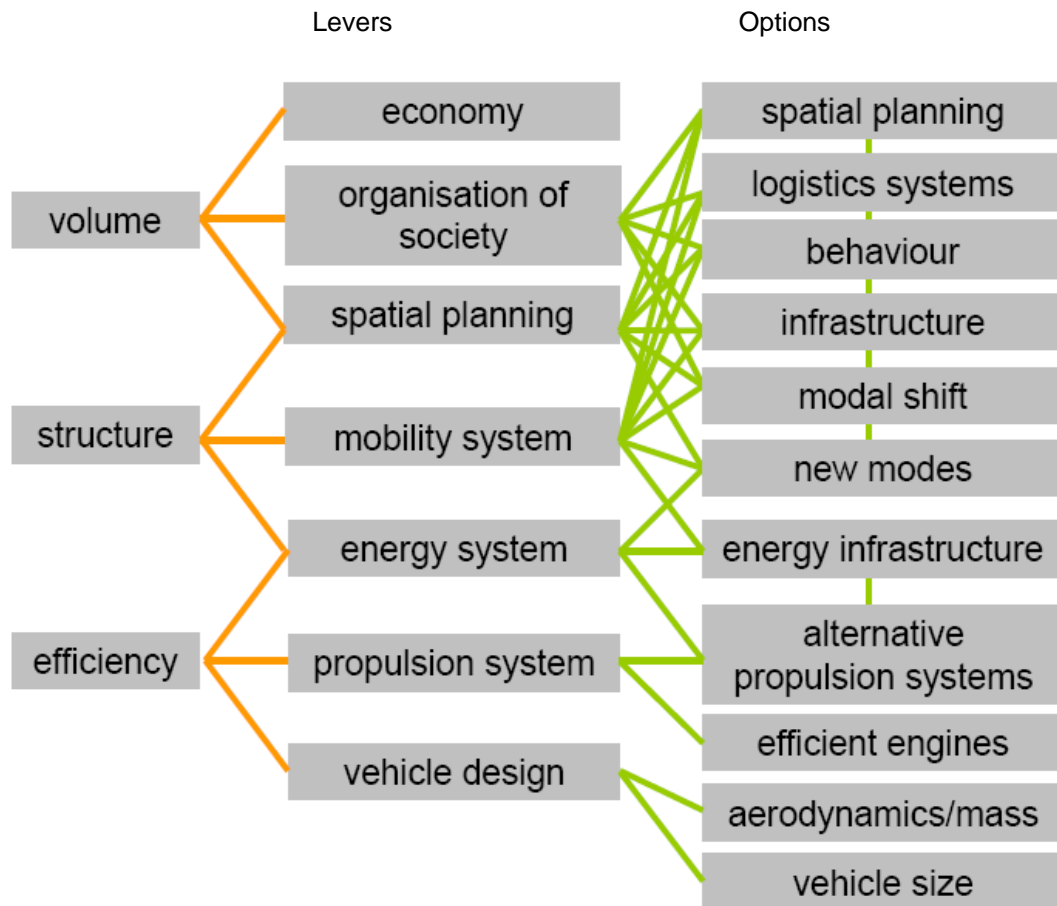 Levers
Options
volume
structure
efficiency
economy
organisation of
society
spatial planning
mobility system
energy system
propulsion system
vehicle design
spatial planning
logistics systems
behaviour
infrastructure
modal shift
new modes
energy infrastructure
alternative
propulsion systems
efficient engines
aerodynamics/mass
vehicle size